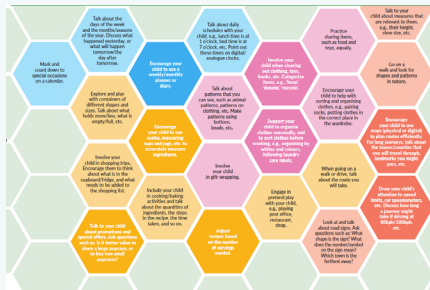 Talk about the
days of the week
and the months/seasons
of the year. Discuss what
happened yesterday, or
what will happen
tomorrow/the
day after
tomorrow.
Mark and
count down to
special occasions
on a calendar.
Encourage your
child to use a
weekly/monthly
planner or
diary.
Talk about daily
schedules with your
child, e.g., lunch time is at
1 o'clock, bed time is at
7 o'clock, etc. Point out
these times on digital/
analogue clocks.
Involve your
child when clearing
out clothing, toys,
books, etc. Categorise
items, e.g., 'keep',
'donate', 'recycle'.
Practice
sharing items,
such as food and
toys, equally.
Talk to your
child about measures that
are relevant to them,
e.g., their height,
shoe size, etc.
Go on a
walk and look for
shapes and patterns
in nature.
Explore and play
with containers of
different shapes and
sizes. Talk about what
holds more/less, what is
empty/full, etc.
Encourage
your child to use
scales, measuring
cups and jugs, etc. to
accurately measure
ingredients.
Talk about
patterns that you
can see, such as animal
patterns, patterns on
clothing, etc. Make
patterns using
buttons,
beads, etc.
Support your child to
organise clothes
seasonally, and
to sort clothes before
washing, e.g., organising by
whites and colours,
following laundry
care labels.
Encourage your child
to help with
sorting and organising
clothes, e.g., pairing
socks, putting clothes in
the correct place in
the wardrobe.
Encourage
your child to use
maps (physical or digital)
to plan routes efficiently.
For long journeys, talk about
the towns/counties that
you will travel through,
landmarks you might
pass, etc.
Involve your
child in shopping trips.
Encourage them to think
about what is in the
cupboard/fridge, and what
needs to be added to
the shopping list.
Include your child
in cooking/baking
activities and talk
about the quantities of
ingredients, the steps
in the recipe, the time
taken, and so on.
Involve
your child
in gift-wrapping.
Engage in
pretend play
with your child,
e.g., playing
post office,
restaurant,
shop.
When going on a
walk or drive, talk
about the route you
will take.
Draw your child's
attention to speed
limits, car speedometers,
etc. Discuss how long
a journey might
take if driving at
80kph/100kph,
etc.
Talk to your child
about promotions and
special offers. Ask questions
such as: Is it better value to
share a large popcorn, or
to buy two small
popcorns?
Adjust
recipes based
on the number
of servings
needed.
Look at and talk
about road signs. Ask
questions such as: What
shape is the sign? What
does the number on
the sign mean?
Which town is the
furthest away?